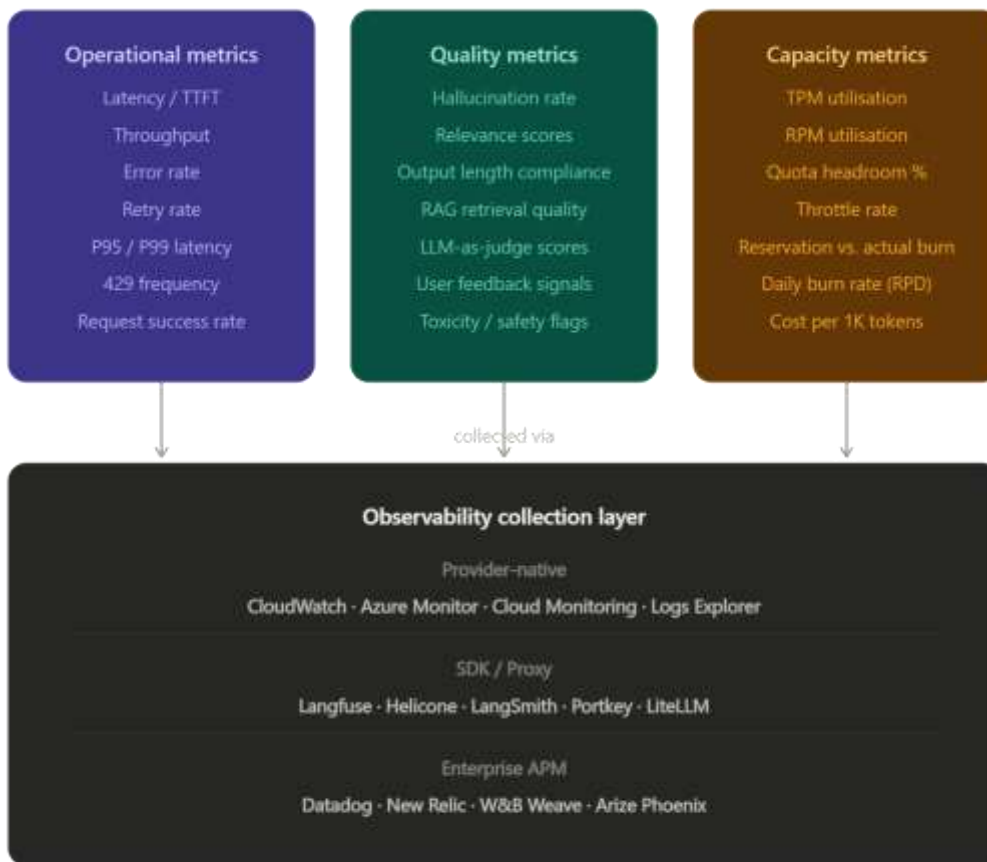 Operational metrics
Latency / TTFT
Throughput
Error rate
Retry rate
P95 / P99 latency
429 frequency
Request success rate
Quality metrics
Hallucination rate
Relevance scores
Output length compliance
RAG retrieval quality
LLM-as-judge scores
User feedback signals
Toxicity / safety flags
Capacity metrics
TPM utilisation
RPM utilisation
Quota headroom %
Throttle rate
Reservation vs. actual burn
Daily burn rate (RPD)
Cost per 1K tokens
collected via
Observability collection layer
Provider-native
CloudWatch · Azure Monitor · Cloud Monitoring · Logs Explorer
SDK / Proxy
Langfuse · Helicone · LangSmith · Portkey · LiteLLM
Enterprise APM
Datadog · New Relic · W&B Weave · Arize Phoenix